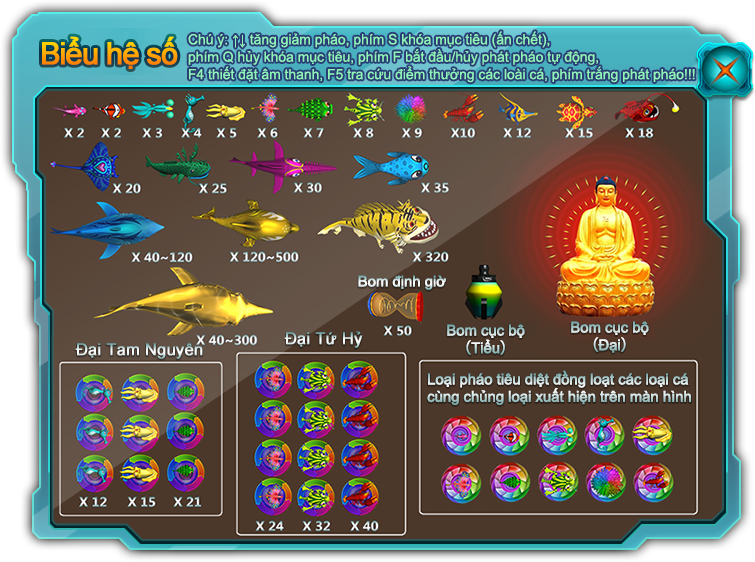 Biểu hệ số
Chú ý: ↑↓ tăng giảm pháo, phím S khóa mục tiêu (ấn chết),
phím Q hủy khóa mục tiêu, phím F bắt đầu/hủy phát pháo tự động,
F4 thiết đặt âm thanh, F5 tra cứu điểm thưởng các loài cá, phím trắng phát pháo!!!
X 2 X 2 X 3 X 4 X 5 X 6 X 7 X 8 X 9 X10 X 12 X 15 X 18
X 20 X 25 X 30 X 35
X 40~120 X 120~500 X 320
X 40~300
Bom định giờ
X 50
Bom cục bộ
(Tiểu)
Bom cục bộ
(Đại)
Đại Tam Nguyên
X 12 X 15 X 21
Đại Tứ Hỷ
X 24 X 32 X 40
Loại pháo tiêu diệt đồng loạt các loại cá
cùng chủng loại xuất hiện trên màn hình